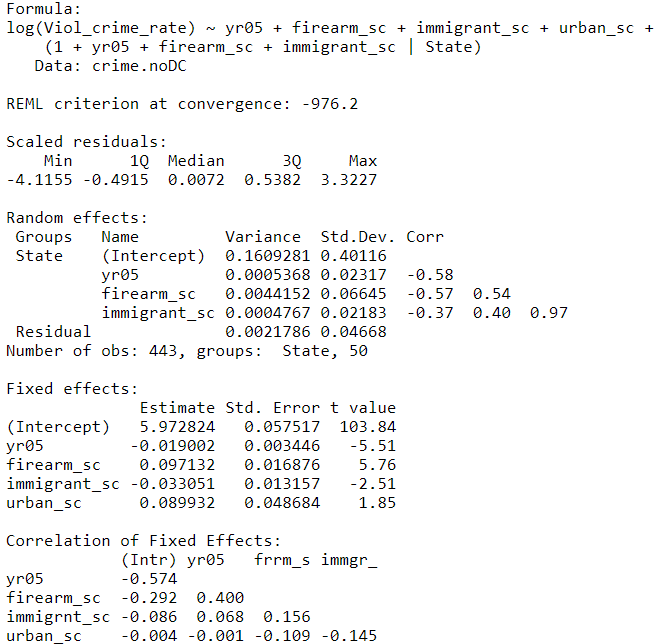 Formula:
log(Viol_crime_rate) ~ yr05 + firearm_sc + immigrant_sc + urban_sc +
    (1 + yr05 + firearm_sc + immigrant_sc | State)
   Data: crime.noDC

REML criterion at convergence: -976.2

Scaled residuals:
    Min      1Q  Median      3Q     Max
-4.1155 -0.4915  0.0072  0.5382  3.3227

Random effects:
 Groups   Name         Variance  Std.Dev. Corr
 State    (Intercept)  0.1609281 0.40116
          yr05         0.0005368 0.02317  -0.58
          firearm_sc   0.0044152 0.06645  -0.57  0.54
          immigrant_sc 0.0004767 0.02183  -0.37  0.40  0.97
 Residual              0.0021786 0.04668
Number of obs: 443, groups:  State, 50

Fixed effects:
              Estimate Std. Error t value
(Intercept)   5.972824   0.057517  103.84
yr05         -0.019002   0.003446   -5.51
firearm_sc    0.097132   0.016876    5.76
immigrant_sc -0.033051   0.013157   -2.51
urban_sc      0.089932   0.048684    1.85

Correlation of Fixed Effects:
            (Intr) yr05   frrm_s immgr_
yr05        -0.574
firearm_sc  -0.292  0.400
immigrnt_sc -0.086  0.068  0.156
urban_sc    -0.004 -0.001 -0.109 -0.145